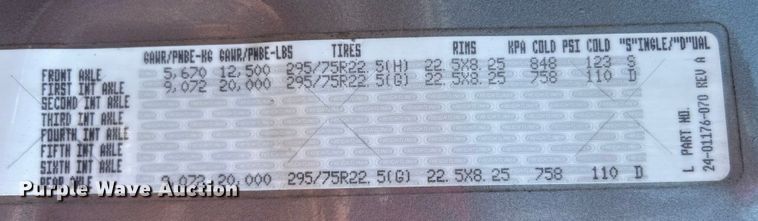 GAWR/PNBE-KG GAWR/PNBE-LBS TIRES RIMS KPA COLD PSI COLD "S"INGLE/"D"UAL
FRONT AXLE 5,670 12,500 295/75R22.5(H) 22.5X8.25 848 123 S
FIRST INT AXLE 9,072 20,000 295/75R22.5(G) 22.5X8.25 758 110 D
SECOND INT AXLE
THIRD INT AXLE
FOURTH INT AXLE
FIFTH INT AXLE
SIXTH INT AXLE
REAR AXLE 9,072 20,000 295/75R22.5(G) 22.5X8.25 758 110 D
L PART NO.
24-01176-070 REV A
Purple Wave Auction